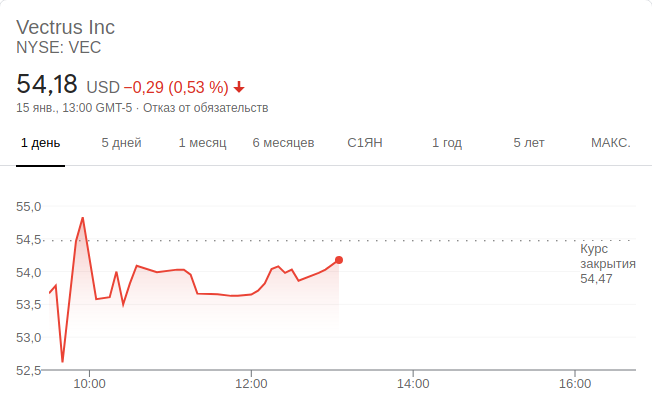 Vectrus Inc
NYSE: VEC
54,18 USD −0,29 (0,53 %)
15 янв., 13:00 GMT-5 · Отказ от обязательств
1 день 5 дней 1 месяц 6 месяцев С1ЯН 1 год 5 лет МАКС.
55,0
54,5
Курс
закрытия
54,47
54,0
53,5
53,0
52,5
10:00 12:00 14:00 16:00